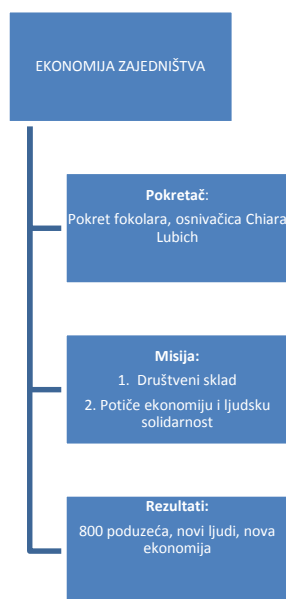 EKONOMIJA ZAJEDNIŠTVA
Pokretač:
Pokret fokolara, osnivačica Chiara
Lubich
Misija:
1. Društveni sklad
2. Potiče ekonomiju i ljudsku
solidarnost
Rezultati:
800 poduzeća, novi ljudi, nova
ekonomija